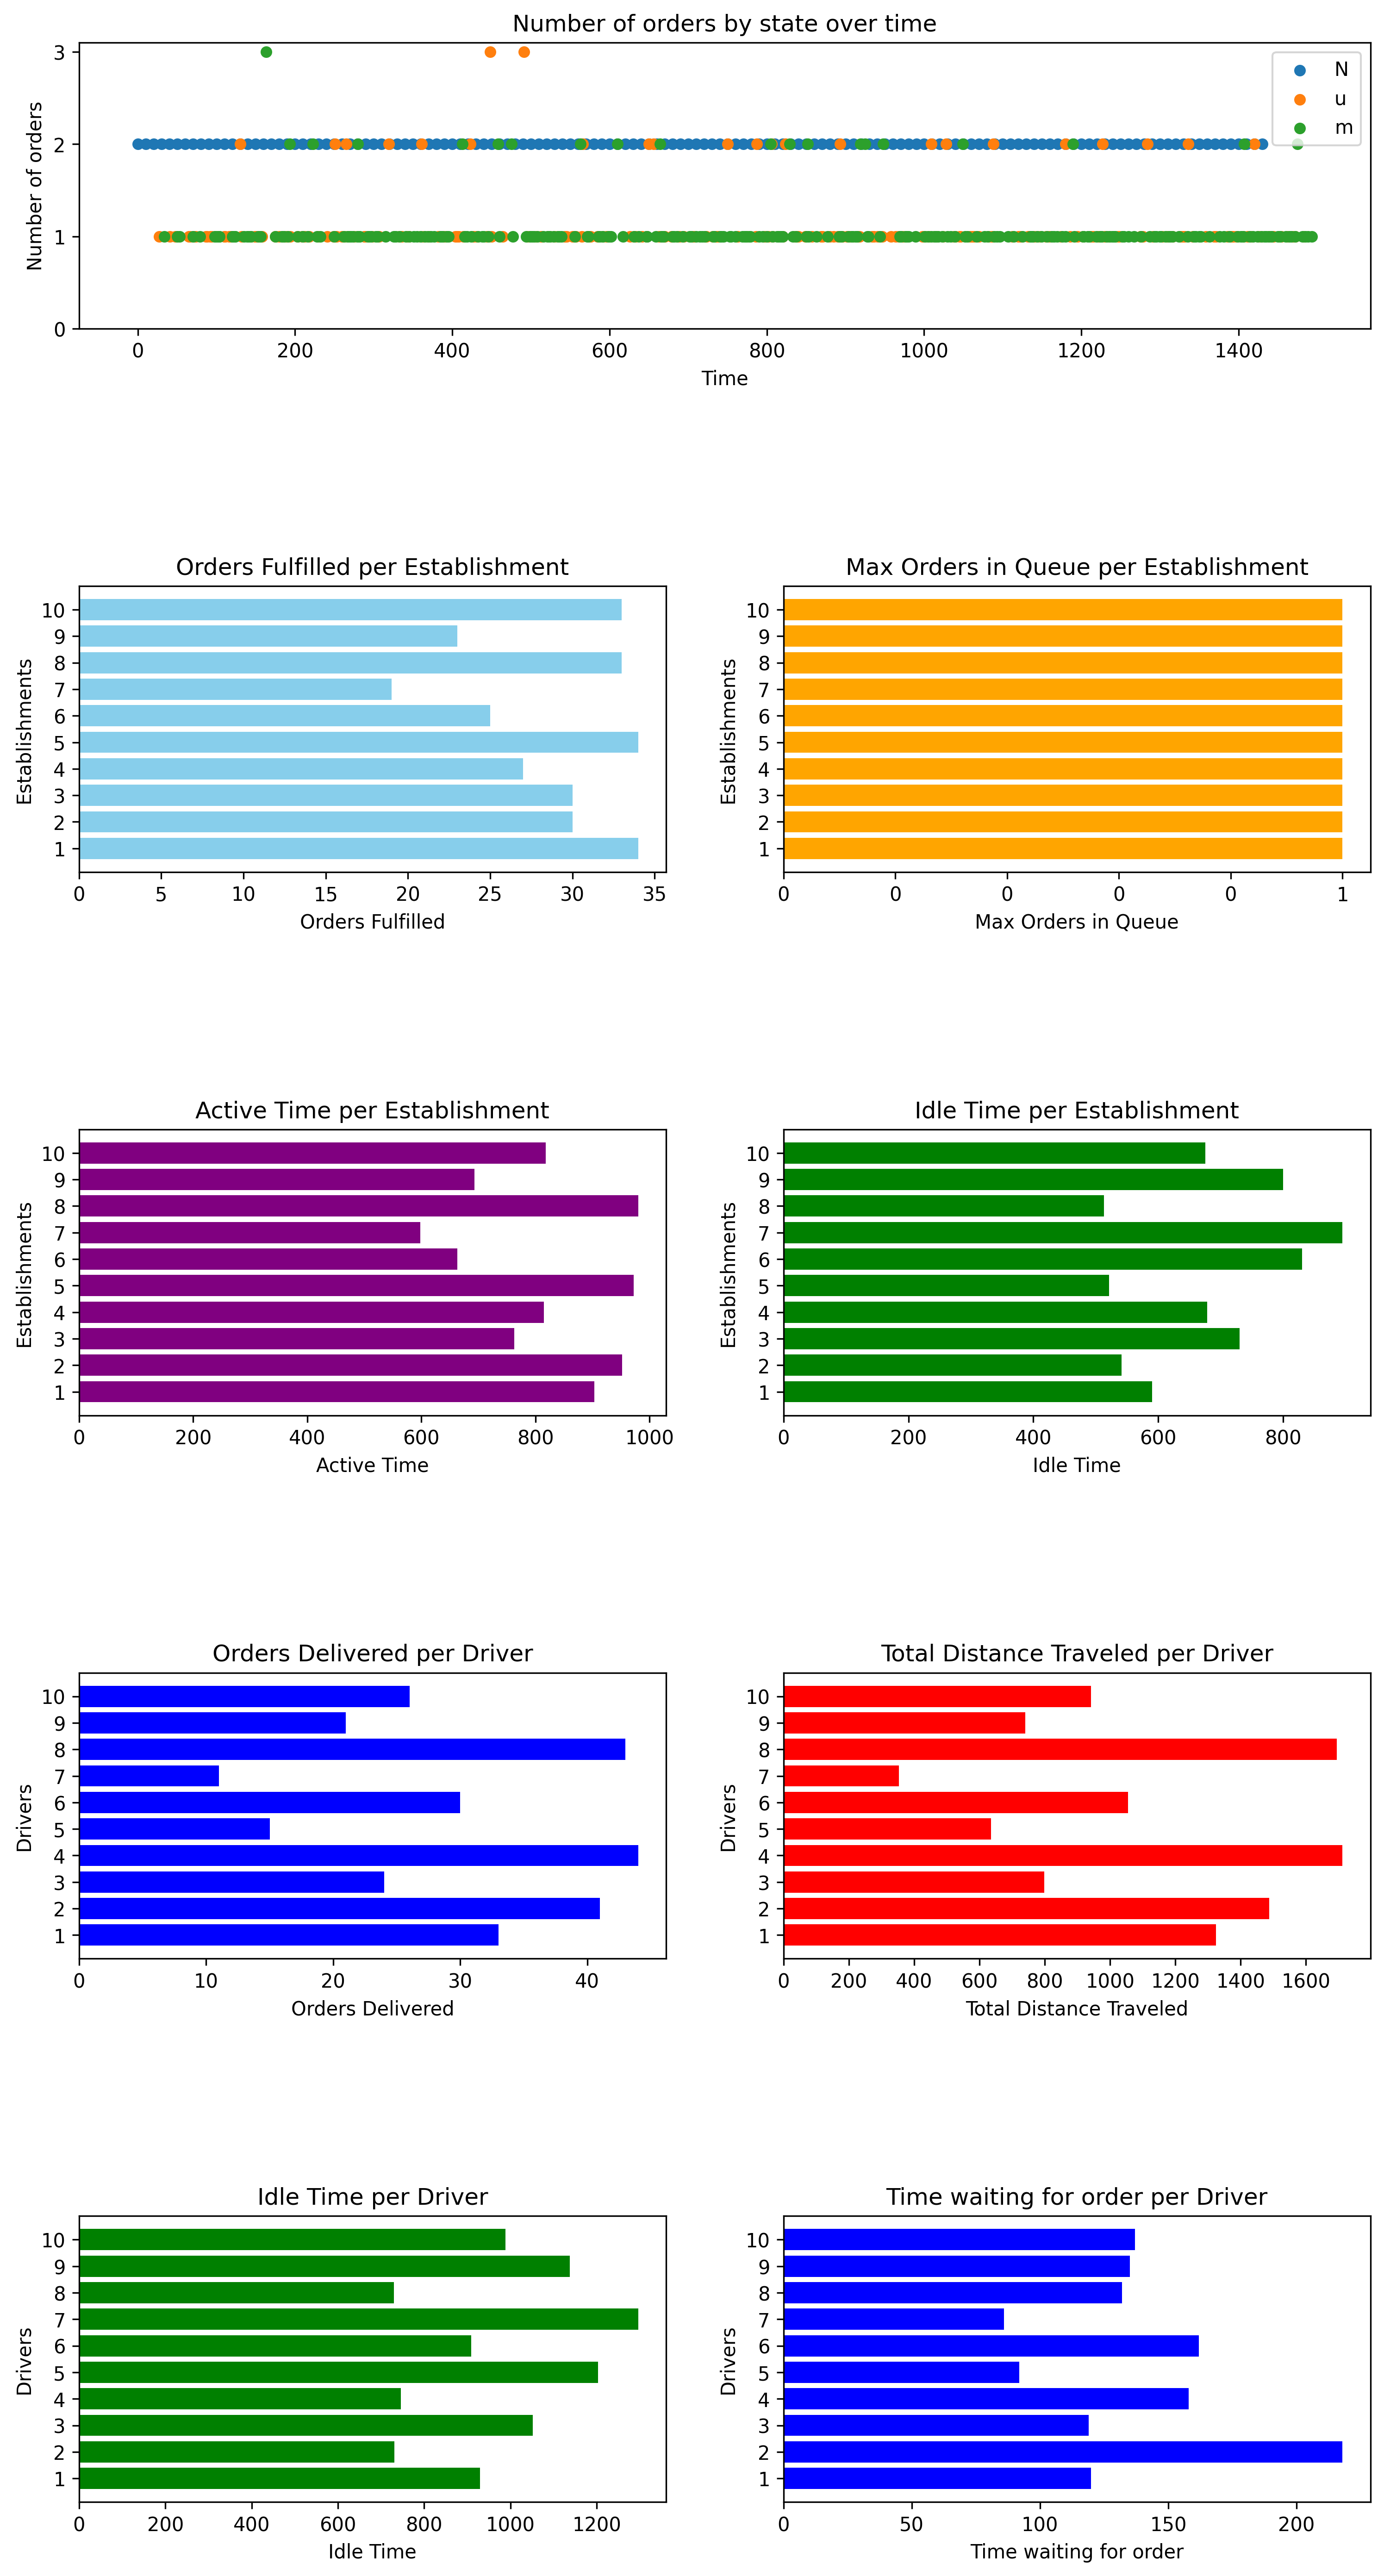 Number of orders by state over time
3
2
1
0
Number of orders
N
u
m
0 200 400 600 800 1000 1200 1400
Time
Orders Fulfilled per Establishment
10
9
8
7
6
5
4
3
2
1
Establishments
0 5 10 15 20 25 30 35
Orders Fulfilled
Max Orders in Queue per Establishment
10
9
8
7
6
5
4
3
2
1
Establishments
0 0 0 0 0 1
Max Orders in Queue
Active Time per Establishment
10
9
8
7
6
5
4
3
2
1
Establishments
0 200 400 600 800 1000
Active Time
Idle Time per Establishment
10
9
8
7
6
5
4
3
2
1
Establishments
0 200 400 600 800
Idle Time
Orders Delivered per Driver
10
9
8
7
6
5
4
3
2
1
Drivers
0 10 20 30 40
Orders Delivered
Total Distance Traveled per Driver
10
9
8
7
6
5
4
3
2
1
Drivers
0 200 400 600 800 1000 1200 1400 1600
Total Distance Traveled
Idle Time per Driver
10
9
8
7
6
5
4
3
2
1
Drivers
0 200 400 600 800 1000 1200
Idle Time
Time waiting for order per Driver
10
9
8
7
6
5
4
3
2
1
Drivers
0 50 100 150 200
Time waiting for order